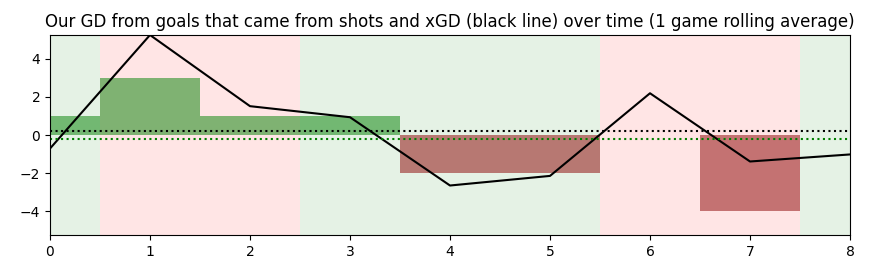 Our GD from goals that came from shots and xGD (black line) over time (1 game rolling average)
4
2
0
−2
−4
0 1 2 3 4 5 6 7 8